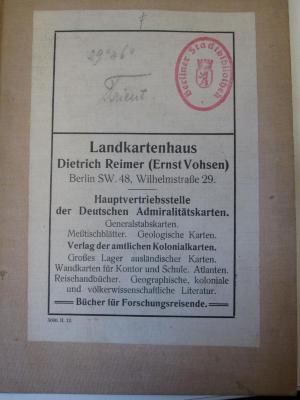 Berliner Stadtbibliothek
Trient.
Landkartenhaus
Dietrich Reimer (Ernst Vohsen)
Berlin SW. 48, Wilhelmstraße 29.
Hauptvertriebsstelle
der Deutschen Admiralitätskarten.
Generalstabskarten.
Meßtischblätter. Geologische Karten.
Verlag der amtlichen Kolonialkarten.
Großes Lager ausländischer Karten.
Wandkarten für Kontor und Schule. Atlanten.
Reisehandbücher. Geographische, koloniale
und völkerwissenschaftliche Literatur.
Bücher für Forschungsreisende.